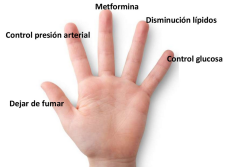 Metformina
Disminución lípidos
Control presión arterial
Control glucosa
Dejar de fumar